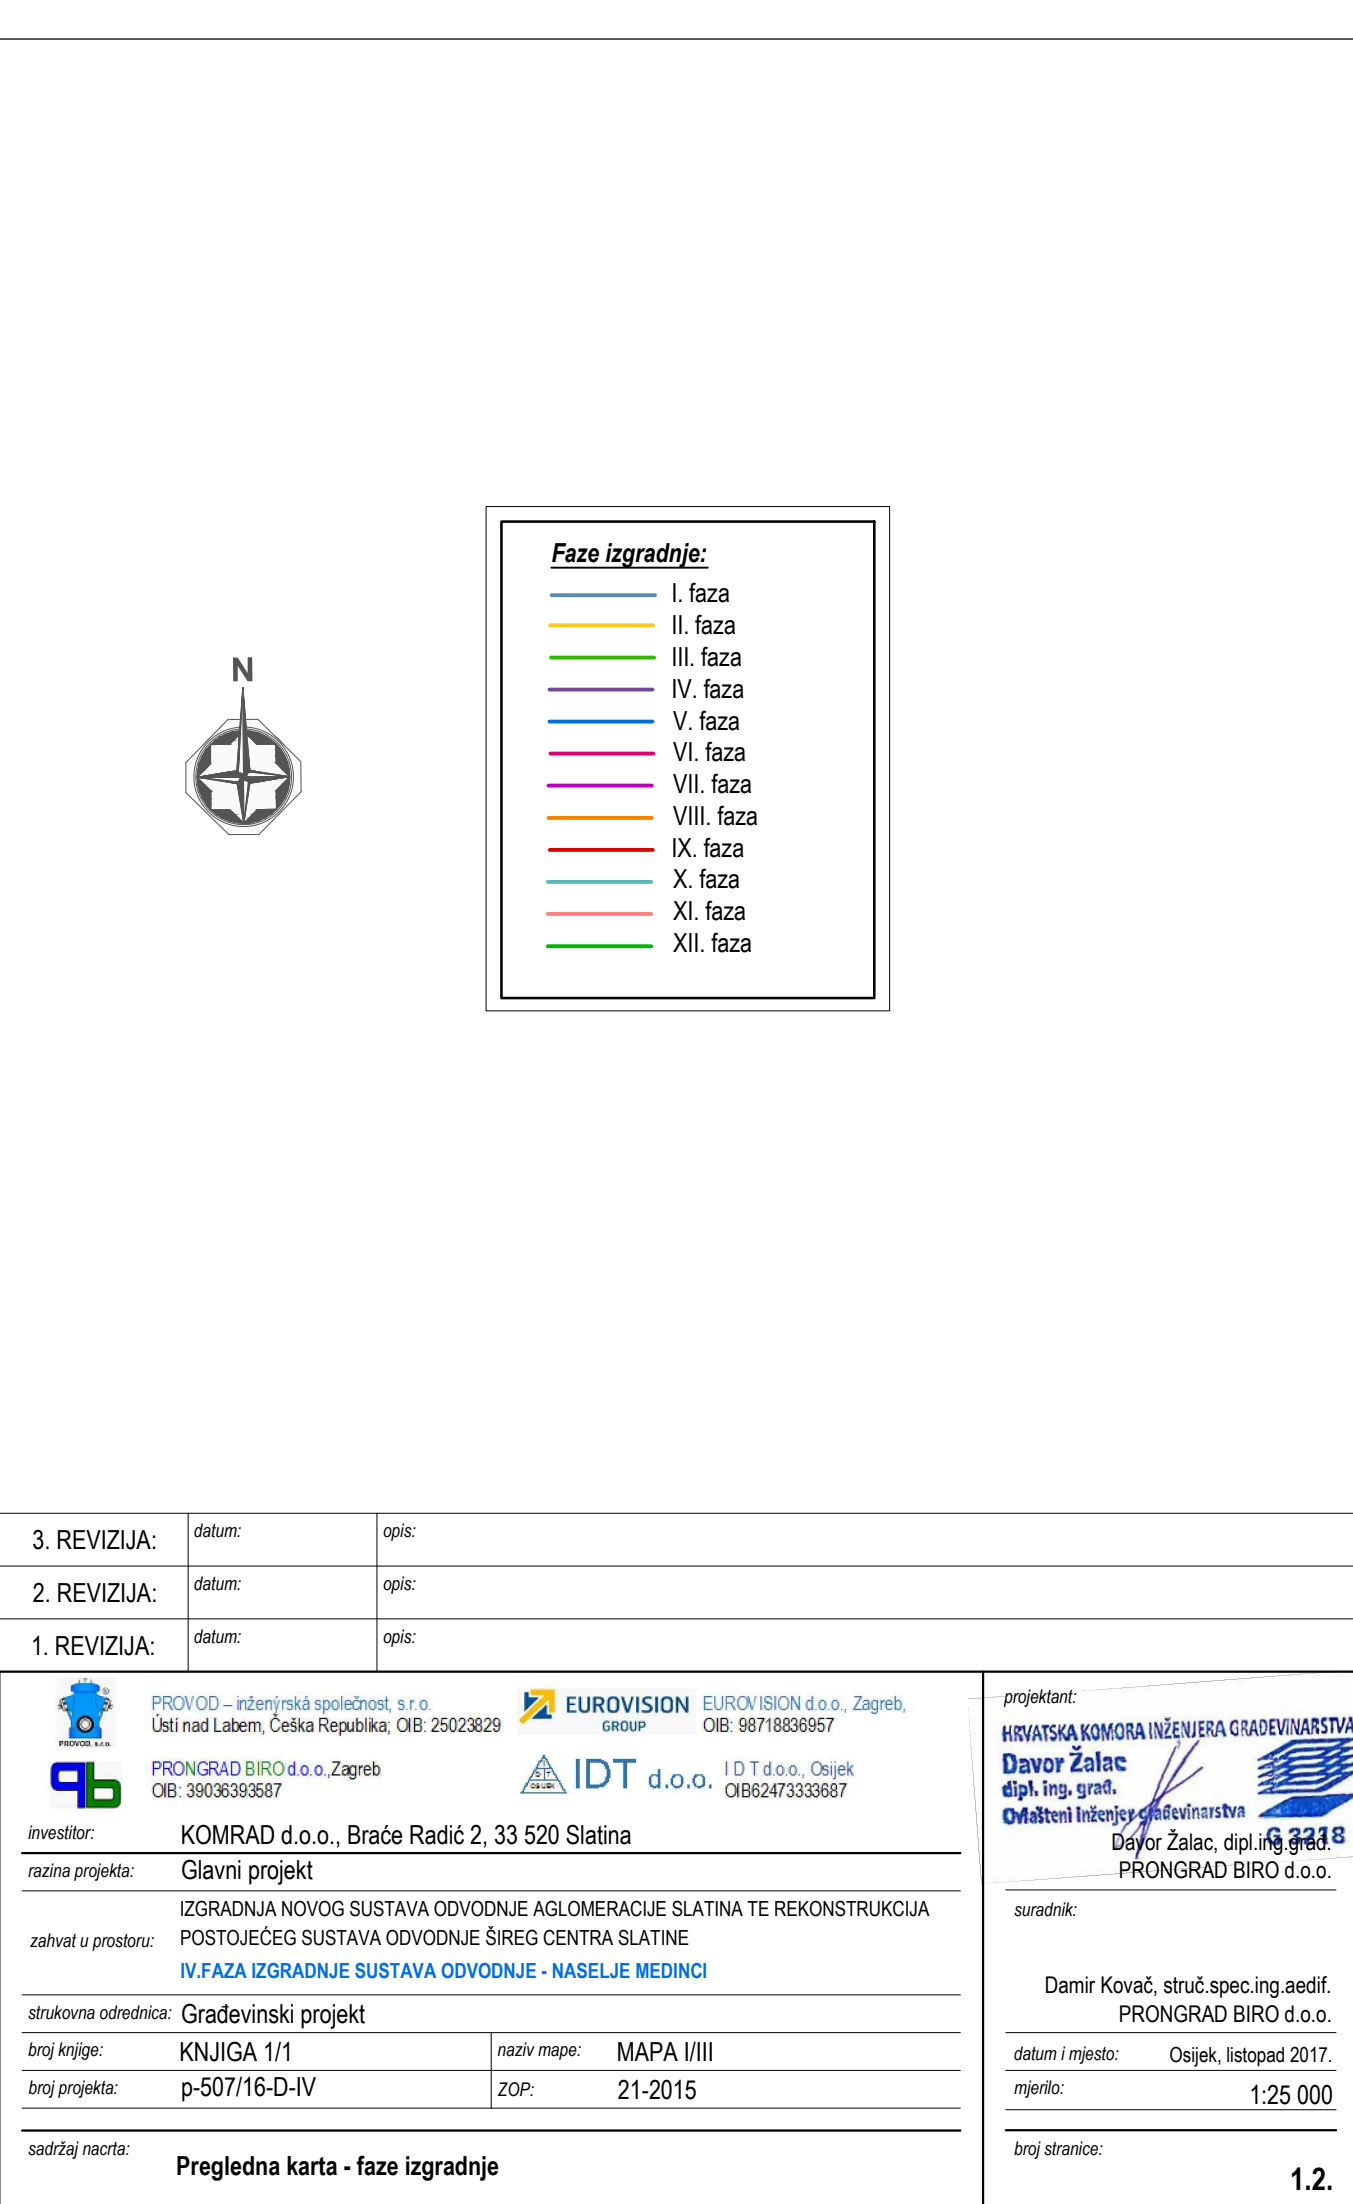 Faze izgradnje:
I. faza
II. faza
III. faza
IV. faza
V. faza
VI. faza
VII. faza
VIII. faza
IX. faza
X. faza
XI. faza
XII. faza
N
3. REVIZIJA: datum: opis:
2. REVIZIJA: datum: opis:
1. REVIZIJA: datum: opis:
PROVOD, s.r.o.
PROVOD – inženýrská společnost, s.r.o.
Ústí nad Labem, Češka Republika; OIB: 25023829
EUROVISION
GROUP
EUROVISION d.o.o., Zagreb,
OIB: 98718836957
PRONGRAD BIRO d.o.o.,Zagreb
OIB: 39036393587
IDT d.o.o.
I D T d.o.o., Osijek
OIB62473333687
investitor: KOMRAD d.o.o., Braće Radić 2, 33 520 Slatina
razina projekta: Glavni projekt
zahvat u prostoru: IZGRADNJA NOVOG SUSTAVA ODVODNJE AGLOMERACIJE SLATINA TE REKONSTRUKCIJA
POSTOJEĆEG SUSTAVA ODVODNJE ŠIREG CENTRA SLATINE
IV.FAZA IZGRADNJE SUSTAVA ODVODNJE - NASELJE MEDINCI
strukovna odrednica: Građevinski projekt
broj knjige: KNJIGA 1/1 naziv mape: MAPA I/III
broj projekta: p-507/16-D-IV ZOP: 21-2015
sadržaj nacrta: Pregledna karta - faze izgradnje
projektant:
HRVATSKA KOMORA INŽENJERA GRAĐEVINARSTVA
Davor Žalac
dipl. ing. građ.
Ovlašteni inženjer građevinarstva
G 3218
Davor Žalac, dipl.ing.građ.
PRONGRAD BIRO d.o.o.
suradnik:
Damir Kovač, struč.spec.ing.aedif.
PRONGRAD BIRO d.o.o.
datum i mjesto: Osijek, listopad 2017.
mjerilo: 1:25 000
broj stranice:
1.2.